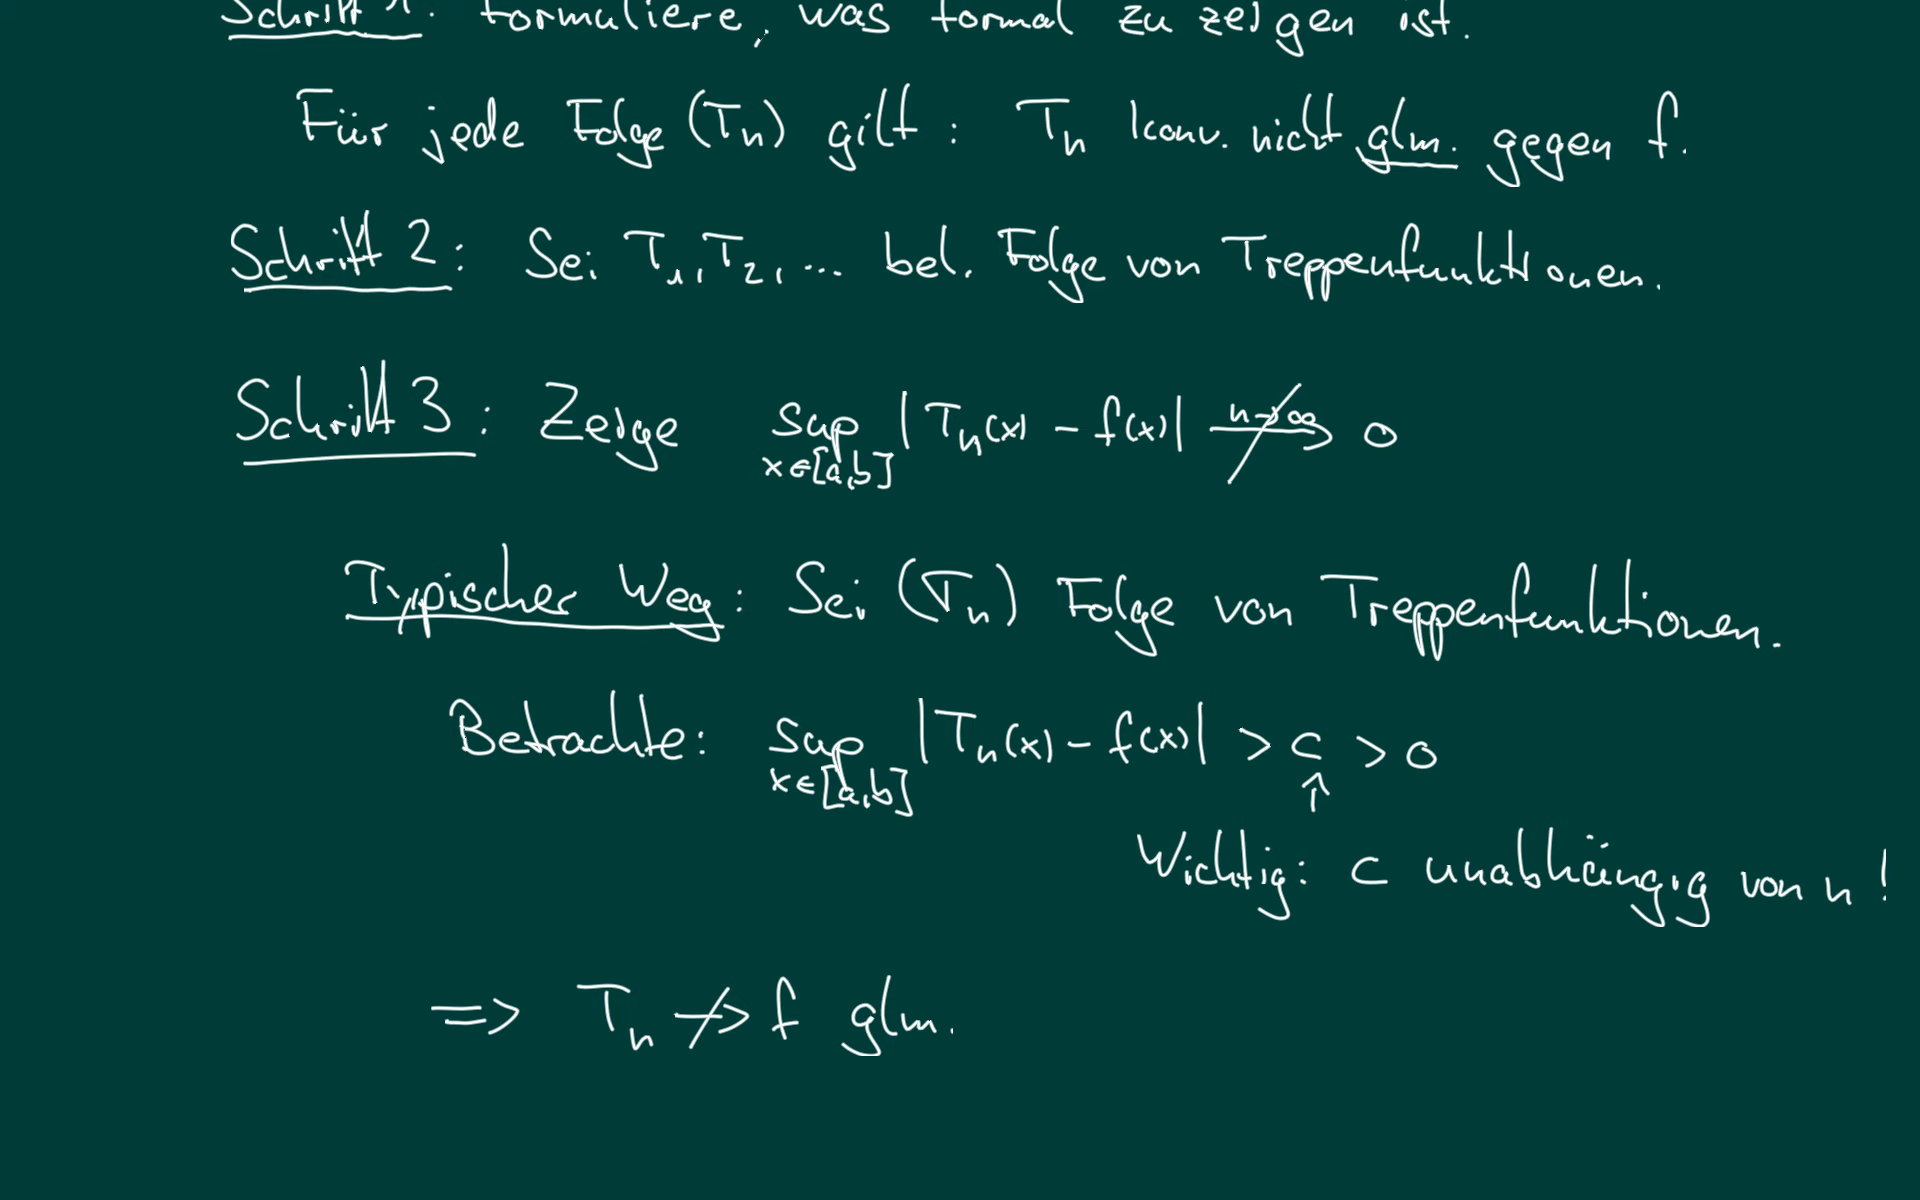 Schritt 1: formuliere, was formal zu zeigen ist.
Für jede Folge (Tn) gilt: Tn konv. nicht glm. gegen f.
Schritt 2: Sei T1, T2, ... bel. Folge von Treppenfunktionen.
Schritt 3: Zeige sup |Tn(x) - f(x)| n→∞ ↛ 0
x∈[a,b]
Typischer Weg: Sei (Tn) Folge von Treppenfunktionen.
Betrachte: sup |Tn(x) - f(x)| > c > 0
x∈[a,b] ↑
Wichtig: c unabhängig von n!
=> Tn ↛ f glm.